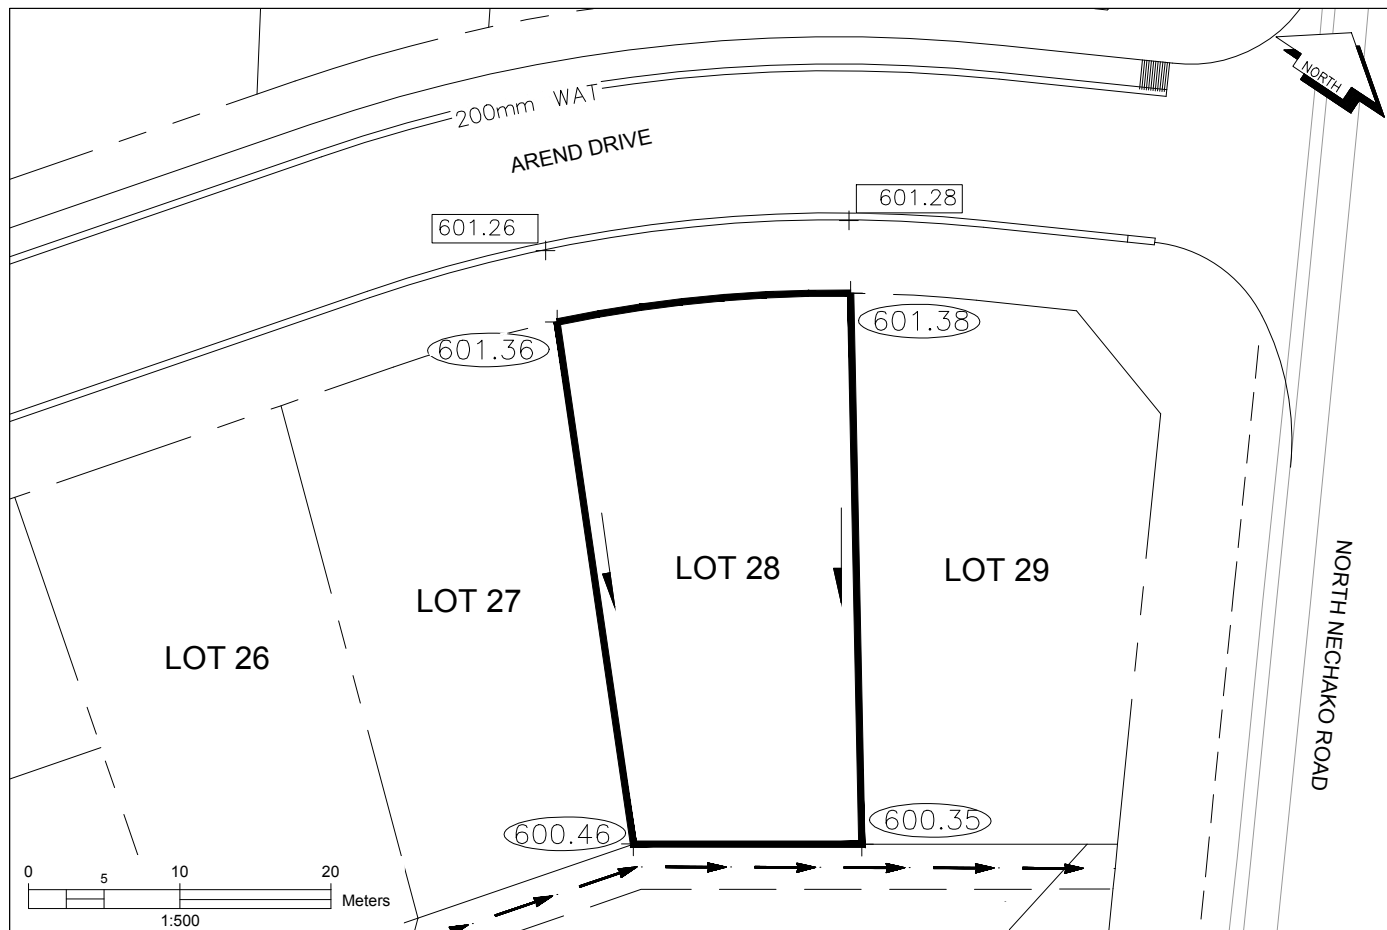 NORTH
200mm WAT
AREND DRIVE
601.28
601.26
601.38
601.36
LOT 28
LOT 29
LOT 27
LOT 26
NORTH NECHAKO ROAD
600.35
600.46
0 5 10 20
Meters
1:500